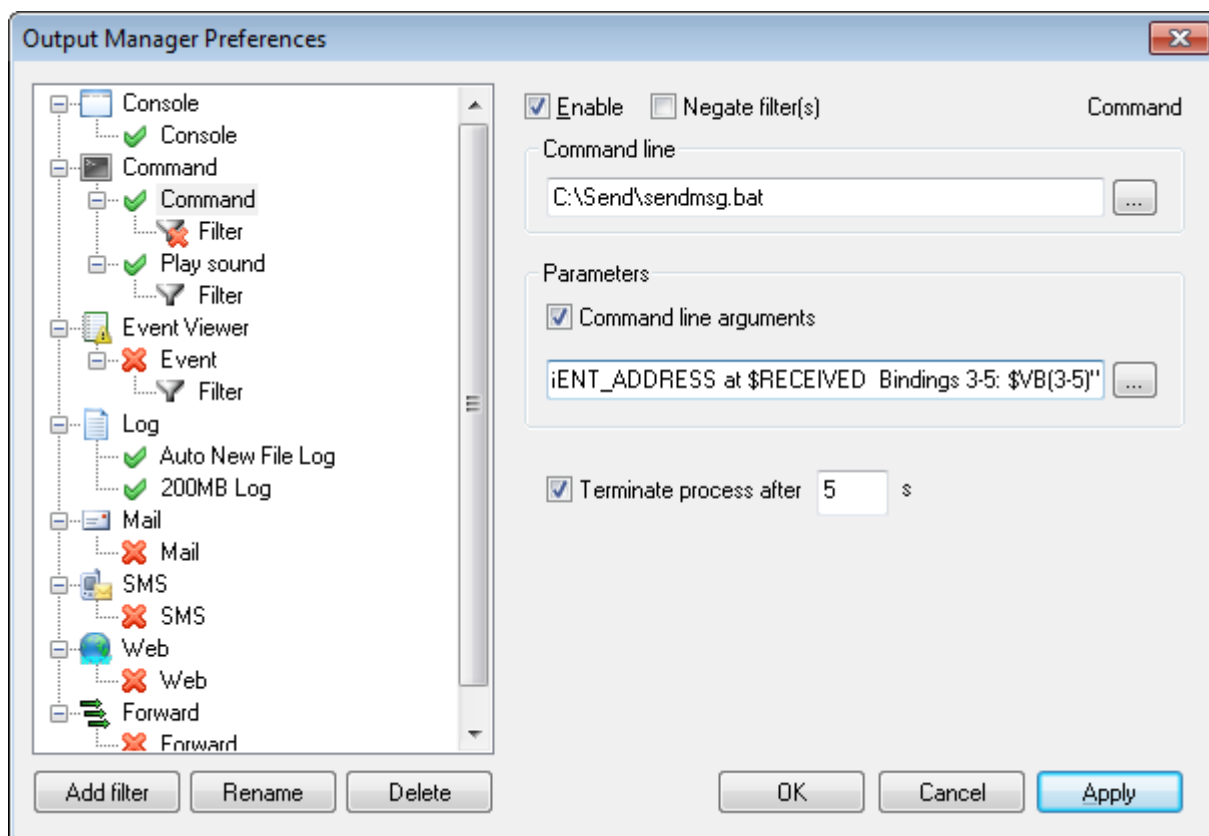 Output Manager Preferences
Console
Console
Command
Command
Filter
Play sound
Filter
Event Viewer
Event
Filter
Log
Auto New File Log
200MB Log
Mail
Mail
SMS
SMS
Web
Web
Forward
Forward
Add filter
Rename
Delete
Enable
Negate filter(s)
Command
Command line
C:\Send\sendmsg.bat
...
Parameters
Command line arguments
ENT_ADDRESS at $RECEIVED  Bindings 3-5: $VB(3-5)"
...
Terminate process after
5
s
OK
Cancel
Apply